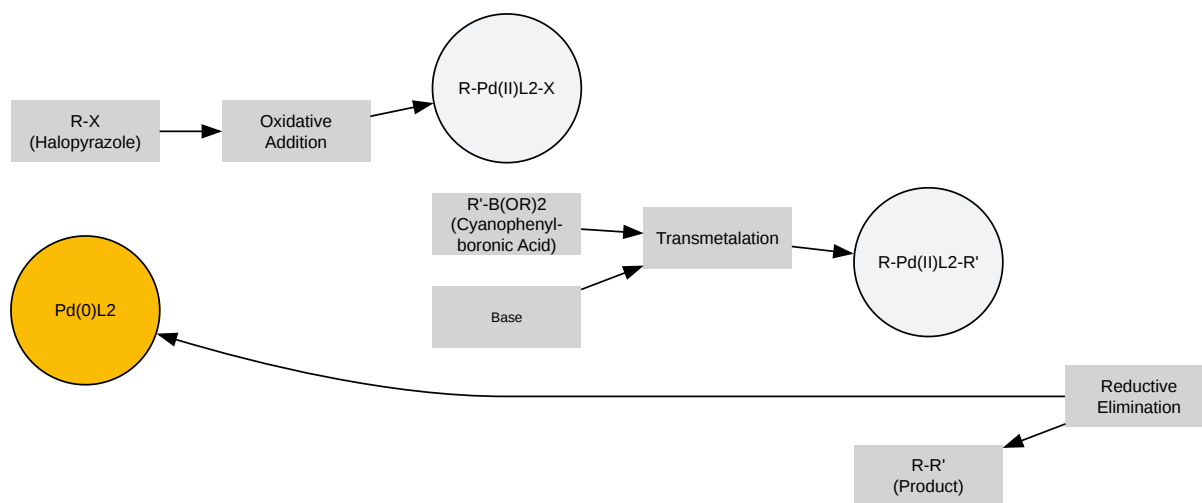 R-Pd(II)L2-X
R-X
(Halopyrazole)
Oxidative
Addition
R'-B(OR)2
(Cyanophenyl-
boronic Acid)
Transmetalation
R-Pd(II)L2-R'
Pd(0)L2
Base
Reductive
Elimination
R-R'
(Product)